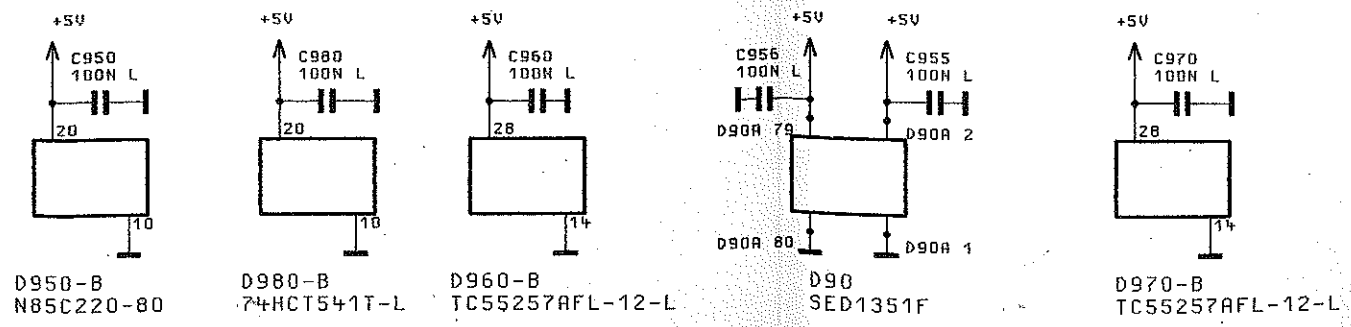 +5V
C950
100N L
20
10
D950-B
N85C220-80
+5V
C980
100N L
20
10
D980-B
74HCT541T-L
+5V
C960
100N L
28
14
D960-B
TC55257AFL-12-L
+5V
+5V
C956
100N L
C955
100N L
D90A 79
D90A 2
D90A 80
D90A 1
D90
SED1351F
+5V
C970
100N L
28
14
D970-B
TC55257AFL-12-L